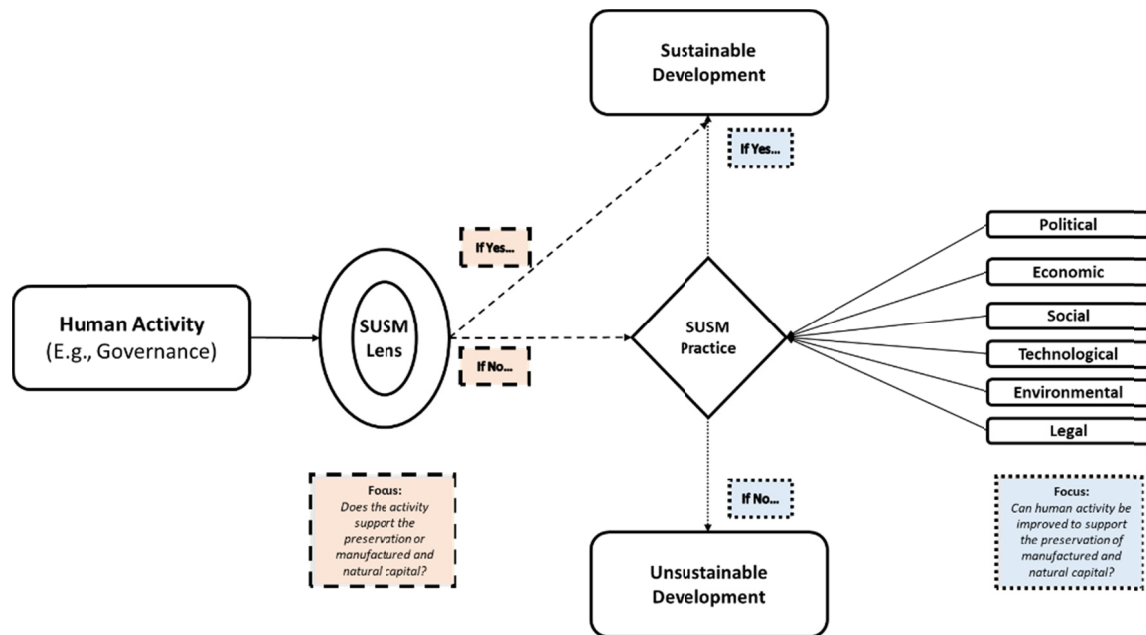 Sustainable
Development
If Yes...
If Yes...
Political
Economic
Social
Technological
Environmental
Legal
Human Activity
(E.g., Governance)
SUSM
Lens
SUSM
Practice
If No...
If No...
Focus:
Does the activity
support the
preservation or
manufactured and
natural capital?
Focus:
Can human activity be
improved to support
the preservation of
manufactured and
natural capital?
Unsustainable
Development